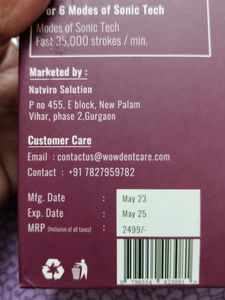 or 6 Modes of Sonic Tech
Modes of Sonic Tech
Fast 35,000 strokes / min.
Marketed by :
Natviro Solution
P no 455, E block, New Palam
Vihar, phase 2,Gurgaon
Customer Care
Email : contactus@wowdentcare.com
Contact : +91 7827959782
Mfg. Date : May 23
Exp. Date : May 25
MRP (Inclusive of all taxes) : 2499/-